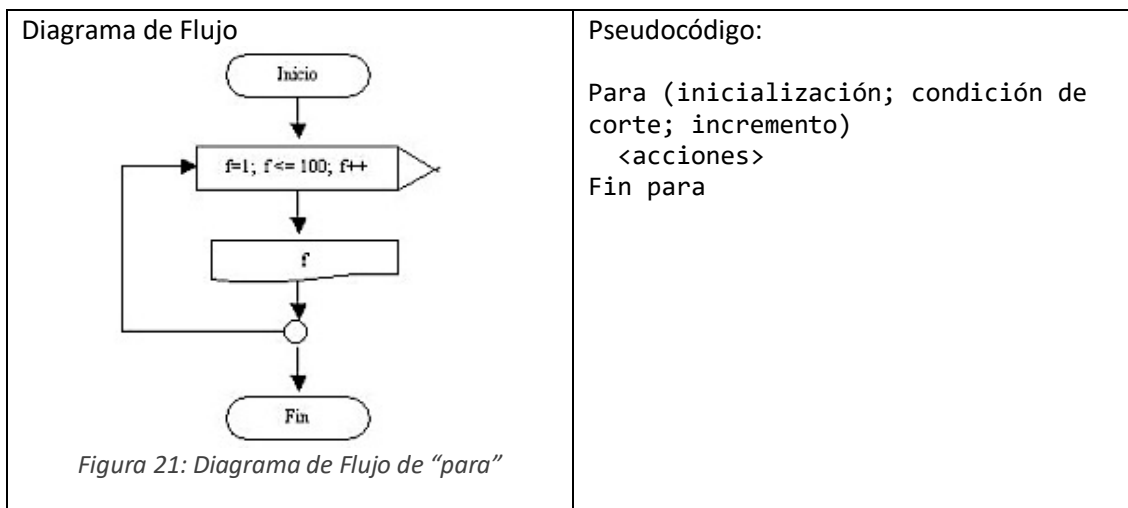 Diagrama de Flujo
Inicio
f=1; f <= 100; f++
f
Fin
Figura 21: Diagrama de Flujo de “para”
Pseudocódigo:
Para (inicialización; condición de
corte; incremento)
<acciones>
Fin para